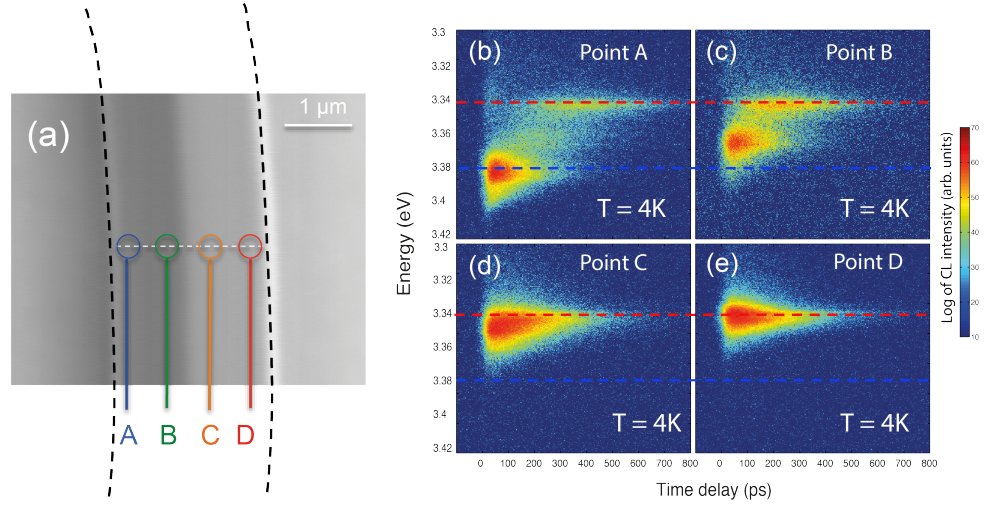 (a)
1 µm
A B C D
Energy (eV)
3.3
3.32
3.34
3.36
3.38
3.4
3.42
(b) Point A
T = 4K
(c) Point B
T = 4K
3.3
3.34
3.36
3.38
3.4
3.42
(d) Point C
T = 4K
(e) Point D
T = 4K
0 100 200 300 400 500 600 700 800
0 100 200 300 400 500 600 700 800
Time delay (ps)
70
60
50
40
30
20
10
Log of CL intensity (arb. units)